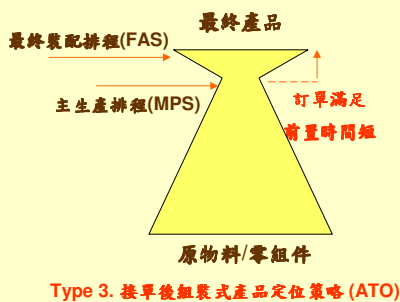 最終產品
最終裝配排程(FAS)
主生產排程(MPS)
訂單滿足
前置時間短
原物料/零組件
Type 3. 接單後組裝式產品定位策略 (ATO)